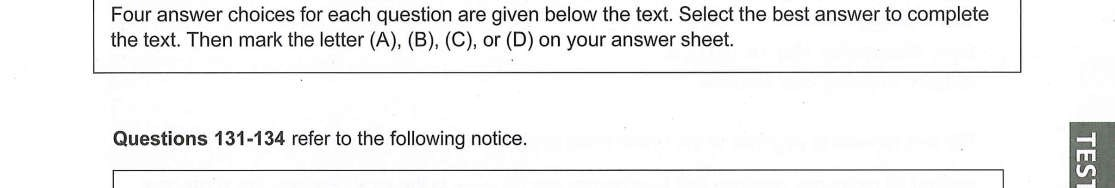 Four answer choices for each question are given below the text. Select the best answer to complete
the text. Then mark the letter (A), (B), (C), or (D) on your answer sheet.
Questions 131-134 refer to the following notice.
TEST